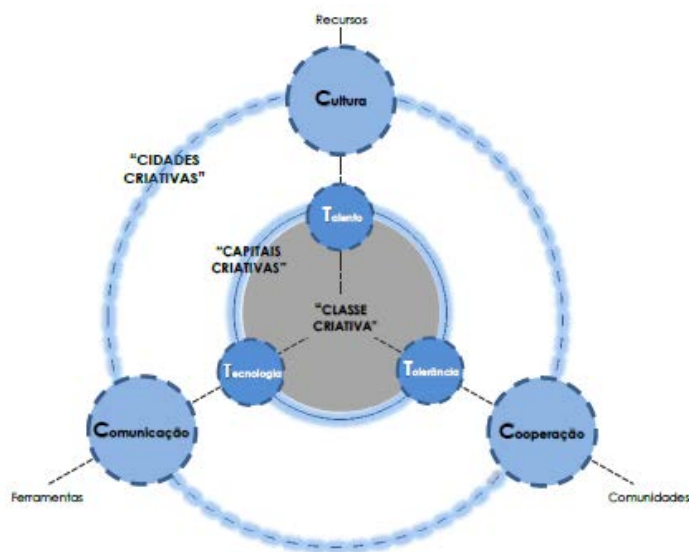 Recursos
Cultura
“CIDADES
CRIATIVAS”
Talento
“CAPITAIS
CRIATIVAS”
“CLASSE
CRIATIVA”
Tecnologia
Tolerância
Comunicação
Cooperação
Ferramentas
Comunidades